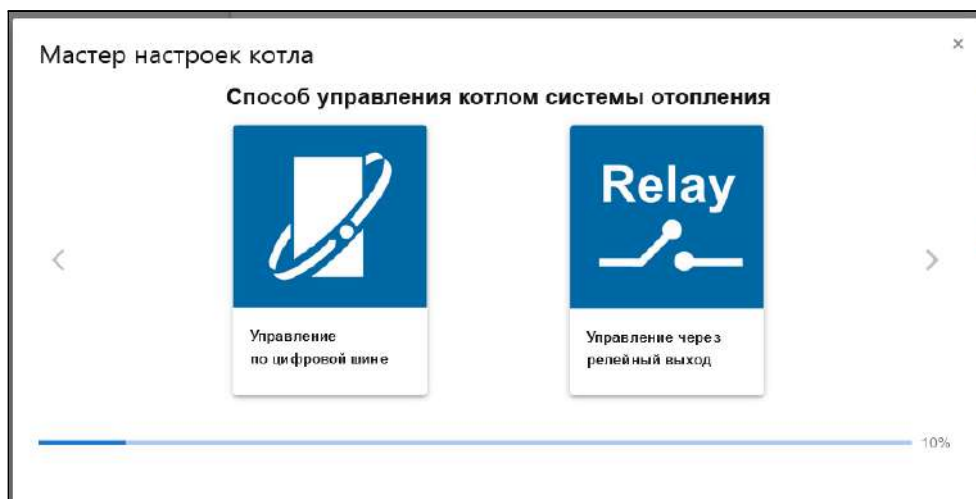 Мастер настроек котла
×
Способ управления котлом системы отопления
Relay
Управление
по цифровой шине
Управление через
релейный выход
10%